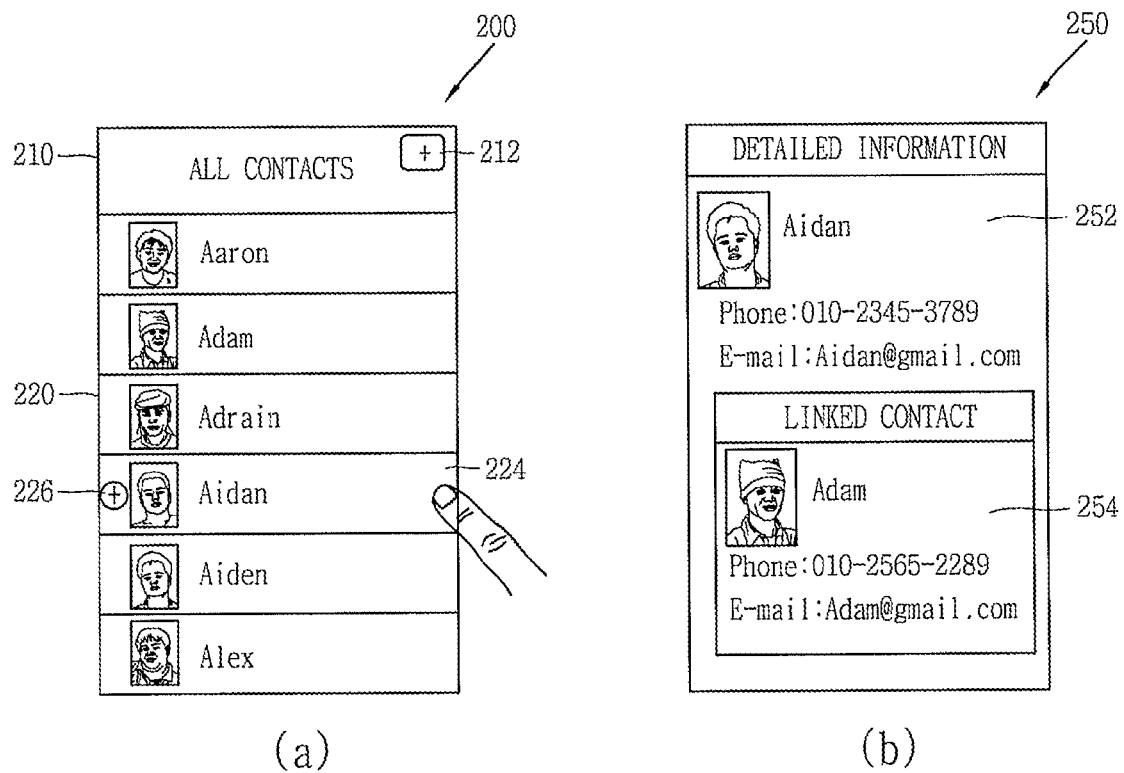 200
210
ALL CONTACTS
+
212
Aaron
Adam
220
Adrain
224
226
+
Aidan
Aiden
Alex
(a)
250
DETAILED INFORMATION
Aidan
252
Phone:010-2345-3789
E-mail:Aidan@gmail.com
LINKED CONTACT
Adam
254
Phone:010-2565-2289
E-mail:Adam@gmail.com
(b)